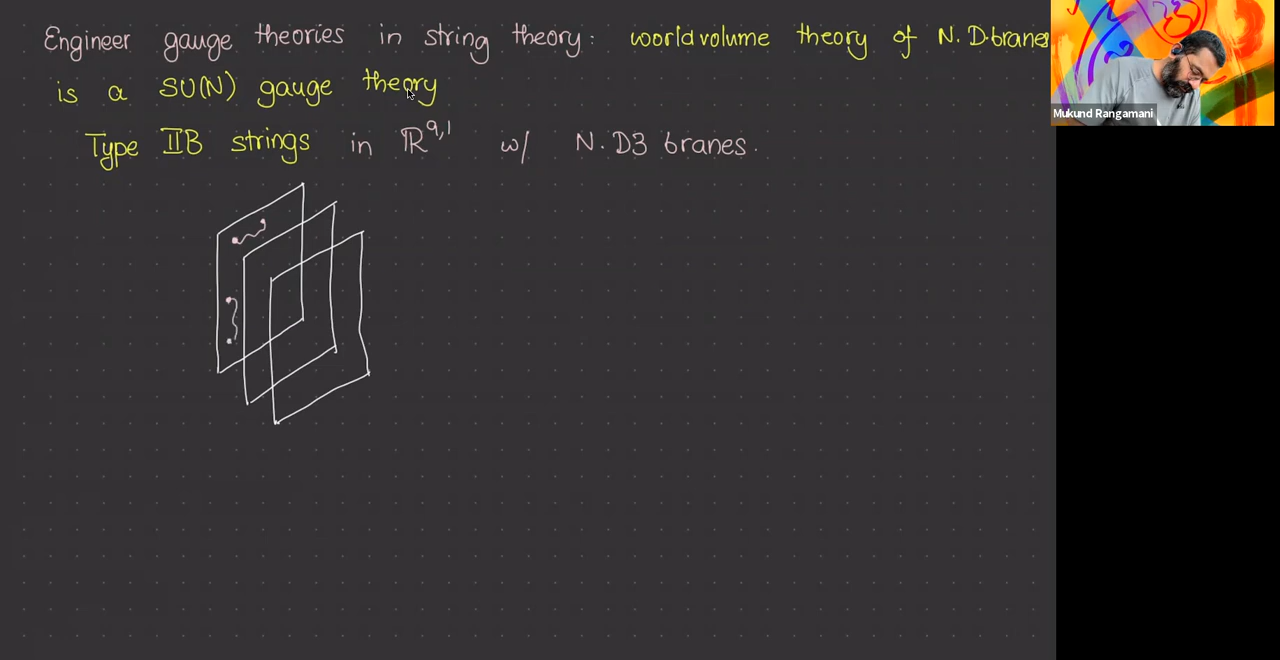 Engineer gauge theories in string theory: worldvolume theory of N. D-branes
is a SU(N) gauge theory
Type IIB strings in ℝ^9,1 w/ N. D3 branes.
Mukund Rangamani